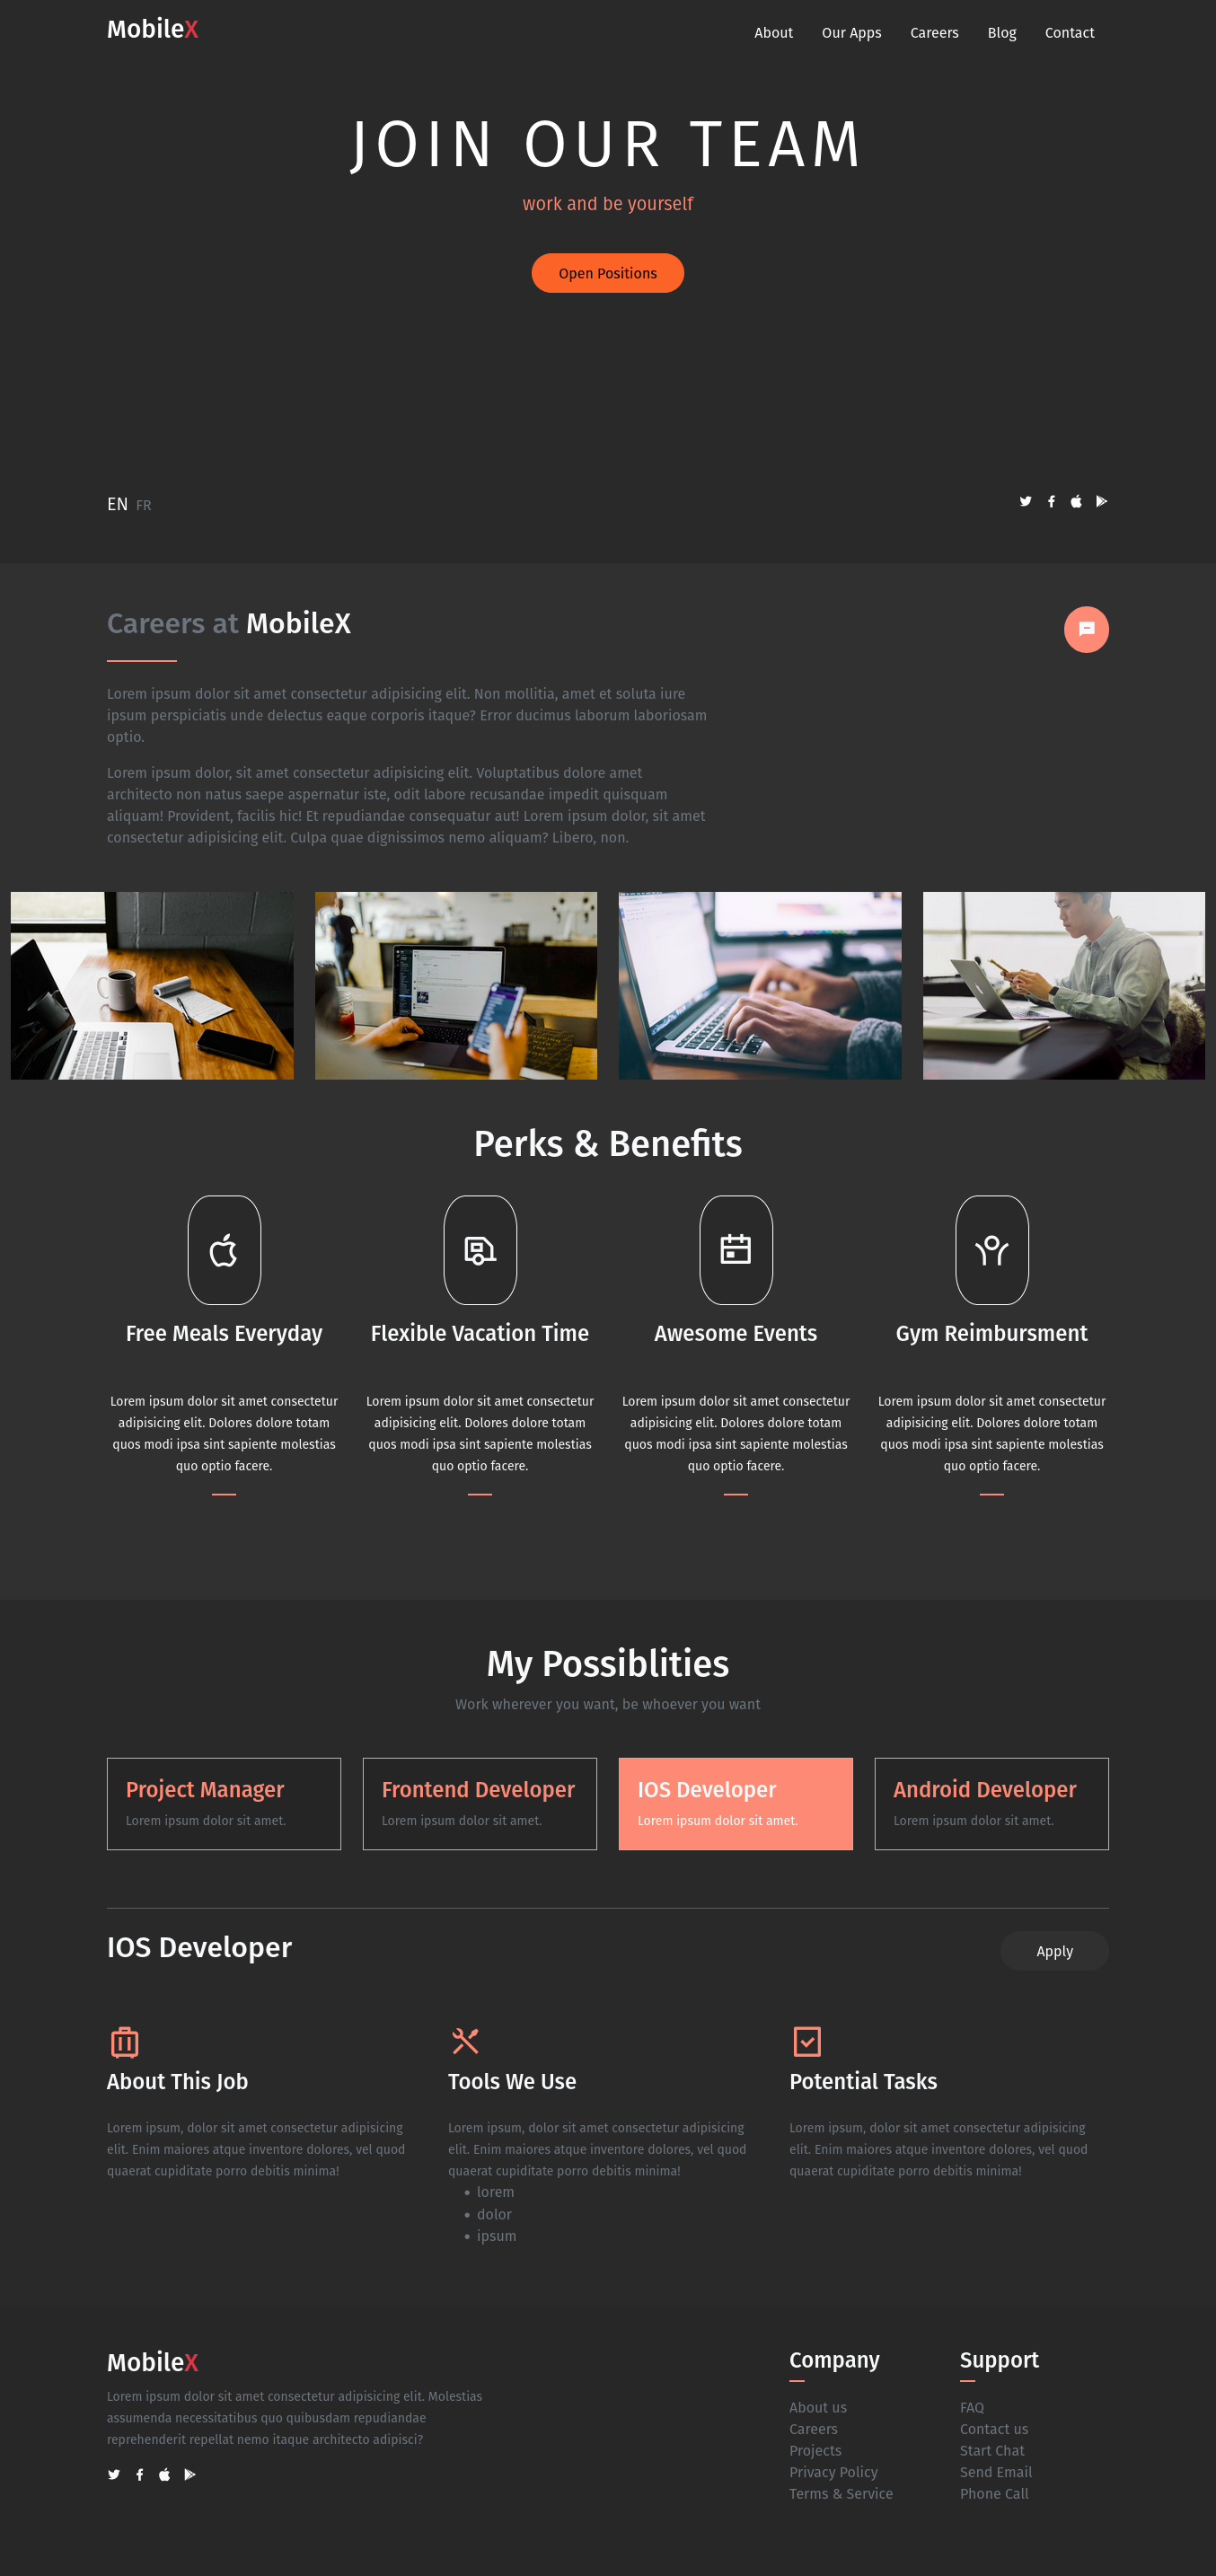 MobileX
About Our Apps Careers Blog Contact
JOIN OUR TEAM
work and be yourself
Open Positions
EN FR
Careers at MobileX
Lorem ipsum dolor sit amet consectetur adipisicing elit. Non mollitia, amet et soluta iure
ipsum perspiciatis unde delectus eaque corporis itaque? Error ducimus laborum laboriosam
optio.
Lorem ipsum dolor, sit amet consectetur adipisicing elit. Voluptatibus dolore amet
architecto non natus saepe aspernatur iste, odit labore recusandae impedit quisquam
aliquam! Provident, facilis hic! Et repudiandae consequatur aut! Lorem ipsum dolor, sit amet
consectetur adipisicing elit. Culpa quae dignissimos nemo aliquam? Libero, non.
Perks & Benefits
Free Meals Everyday
Lorem ipsum dolor sit amet consectetur
adipisicing elit. Dolores dolore totam
quos modi ipsa sint sapiente molestias
quo optio facere.
Flexible Vacation Time
Lorem ipsum dolor sit amet consectetur
adipisicing elit. Dolores dolore totam
quos modi ipsa sint sapiente molestias
quo optio facere.
Awesome Events
Lorem ipsum dolor sit amet consectetur
adipisicing elit. Dolores dolore totam
quos modi ipsa sint sapiente molestias
quo optio facere.
Gym Reimbursment
Lorem ipsum dolor sit amet consectetur
adipisicing elit. Dolores dolore totam
quos modi ipsa sint sapiente molestias
quo optio facere.
My Possiblities
Work wherever you want, be whoever you want
Project Manager
Lorem ipsum dolor sit amet.
Frontend Developer
Lorem ipsum dolor sit amet.
IOS Developer
Lorem ipsum dolor sit amet.
Android Developer
Lorem ipsum dolor sit amet.
IOS Developer
Apply
About This Job
Lorem ipsum, dolor sit amet consectetur adipisicing
elit. Enim maiores atque inventore dolores, vel quod
quaerat cupiditate porro debitis minima!
Tools We Use
Lorem ipsum, dolor sit amet consectetur adipisicing
elit. Enim maiores atque inventore dolores, vel quod
quaerat cupiditate porro debitis minima!
• lorem
• dolor
• ipsum
Potential Tasks
Lorem ipsum, dolor sit amet consectetur adipisicing
elit. Enim maiores atque inventore dolores, vel quod
quaerat cupiditate porro debitis minima!
MobileX
Lorem ipsum dolor sit amet consectetur adipisicing elit. Molestias
assumenda necessitatibus quo quibusdam repudiandae
reprehenderit repellat nemo itaque architecto adipisci?
Company
About us
Careers
Projects
Privacy Policy
Terms & Service
Support
FAQ
Contact us
Start Chat
Send Email
Phone Call